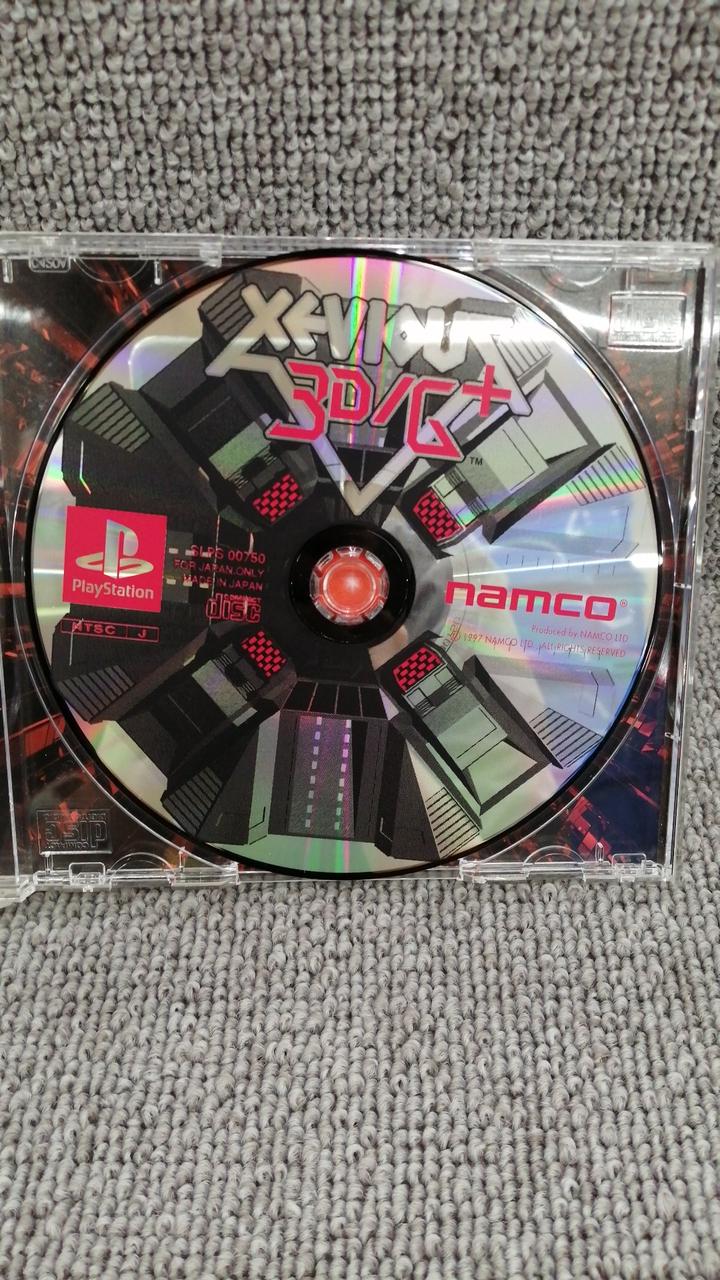 XEVIOUS
3D/G+
TM
PlayStation
SLPS 00750
FOR JAPAN ONLY
MADE IN JAPAN
COMPACT
disc
NTSC J
namco®
Produced by NAMCO LTD
© 1997 NAMCO LTD., ALL RIGHTS RESERVED
disc